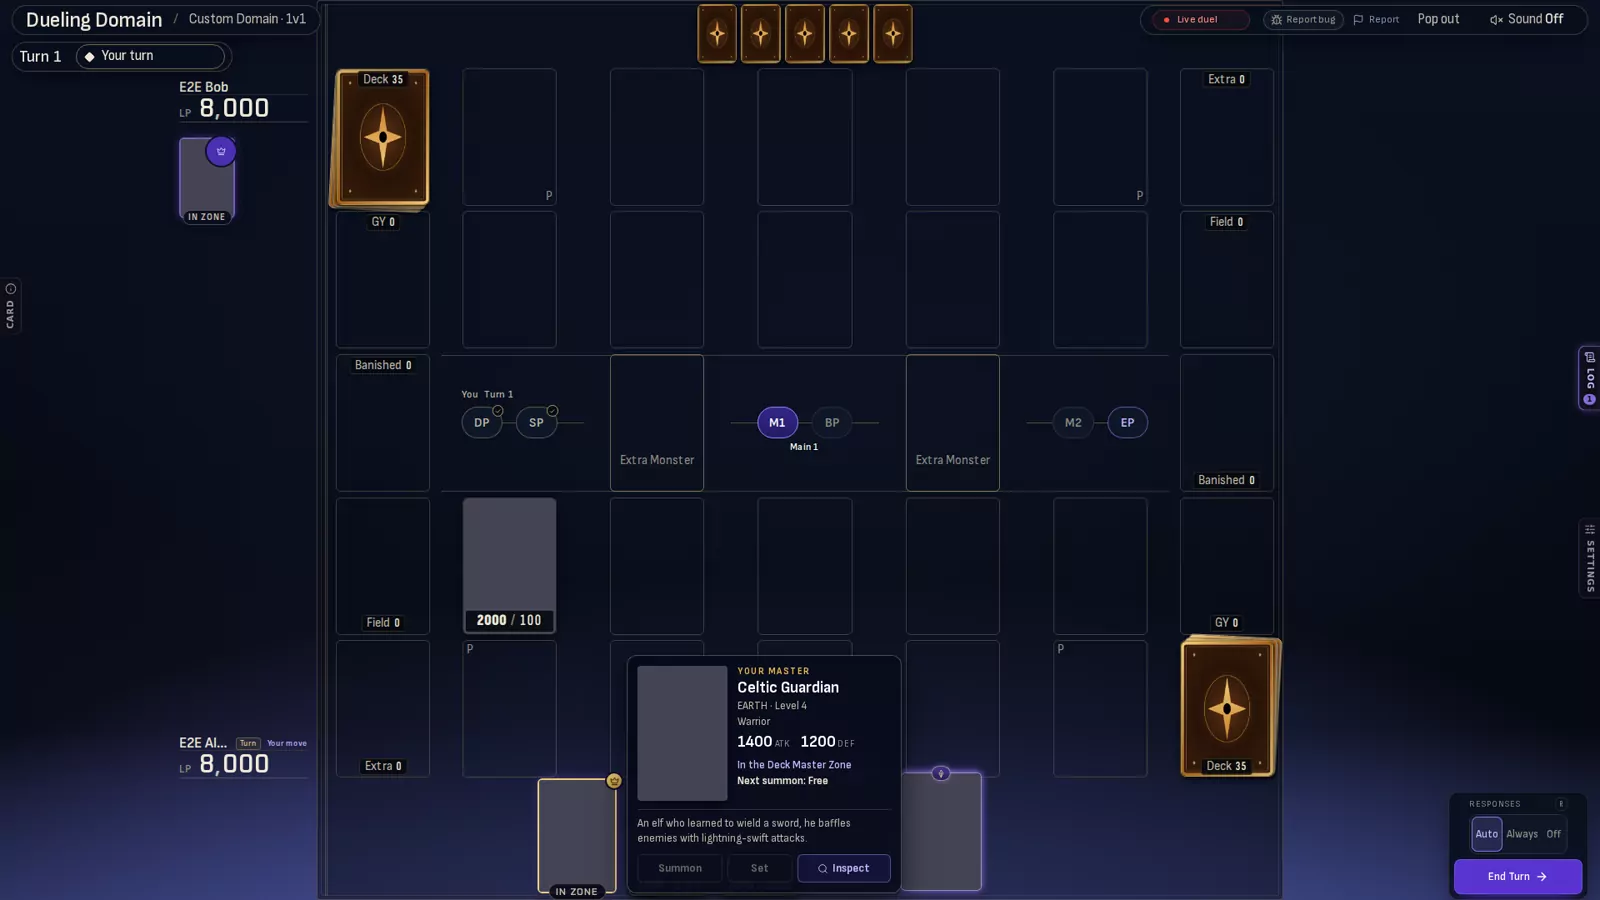 Dueling Domain / Custom Domain · 1v1
Live duel
Report bug
Report
Pop out
Sound Off
Turn 1
Your turn
E2E Bob
LP 8,000
IN ZONE
Deck 35
Extra 0
P
P
GY 0
Field 0
CARD
LOG
1
Banished 0
You Turn 1
DP
SP
Extra Monster
M1
BP
Main 1
Extra Monster
M2
EP
Banished 0
SETTINGS
2000 / 100
Field 0
GY 0
P
P
YOUR MASTER
Celtic Guardian
EARTH · Level 4
Warrior
1400 ATK 1200 DEF
In the Deck Master Zone
Next summon: Free
An elf who learned to wield a sword, he baffles
enemies with lightning-swift attacks.
Summon
Set
Inspect
E2E Al... Turn Your move
LP 8,000
Extra 0
Deck 35
IN ZONE
RESPONSES
Auto
Always
Off
End Turn